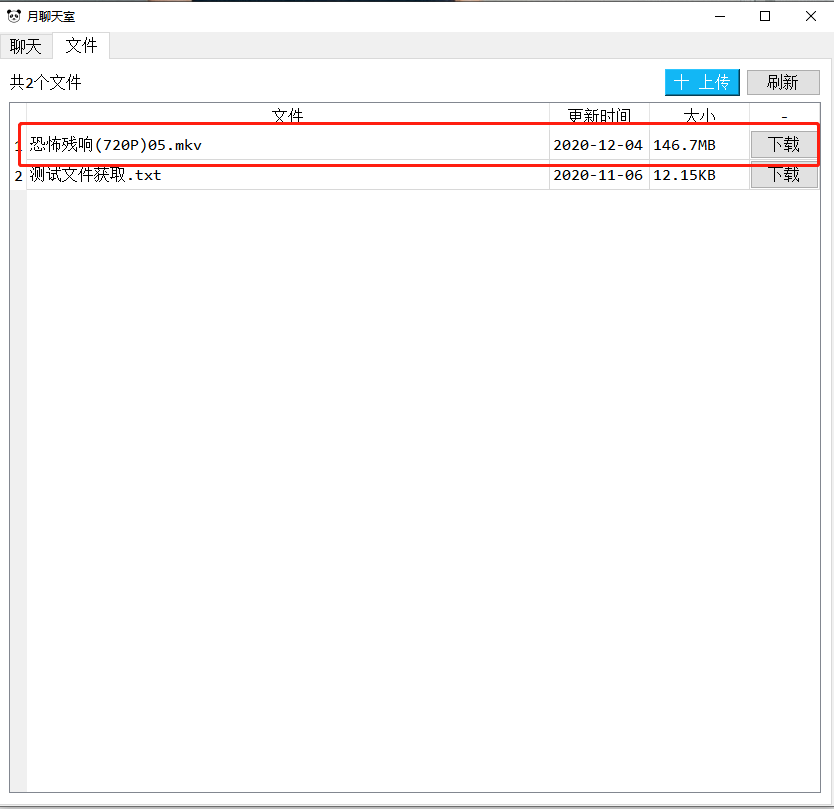 月聊天室
聊天 文件
共2个文件 十 上传 刷新
文件 更新时间 大小 -
1 恐怖残响(720P)05.mkv 2020-12-04 146.7MB 下载
2 测试文件获取.txt 2020-11-06 12.15KB 下载